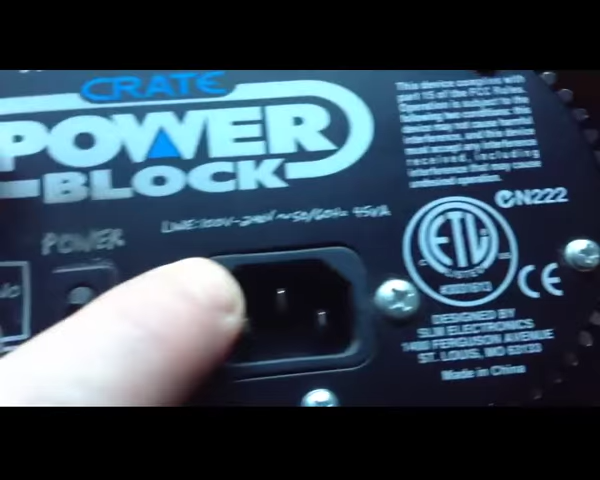 CRATE
POWER
BLOCK
This device complies with
part 15 of the FCC Rules.
Operation is subject to the
following two conditions:
device may not cause harmful
and this device
must accept any interference
received, including
interference that may cause
undesired operation.
N222
POWER
LINE:100V-240V ~50/60Hz 95VA
ETL
CE
DESIGNED BY
SLM ELECTRONICS
1400 FERGUSON AVENUE
ST. LOUIS, MO 63133
Made in China